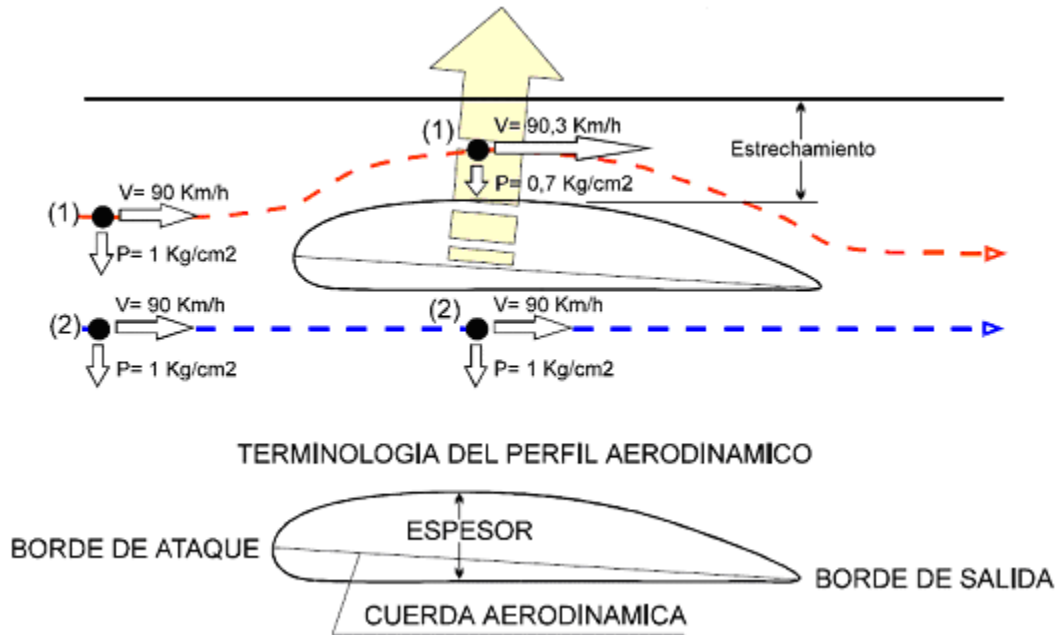 (1)
V= 90,3 Km/h
Estrechamiento
P= 0,7 Kg/cm2
V= 90 Km/h
(1)
P= 1 Kg/cm2
V= 90 Km/h
(2)
P= 1 Kg/cm2
V= 90 Km/h
(2)
P= 1 Kg/cm2
TERMINOLOGIA DEL PERFIL AERODINAMICO
ESPESOR
BORDE DE ATAQUE
BORDE DE SALIDA
CUERDA AERODINAMICA